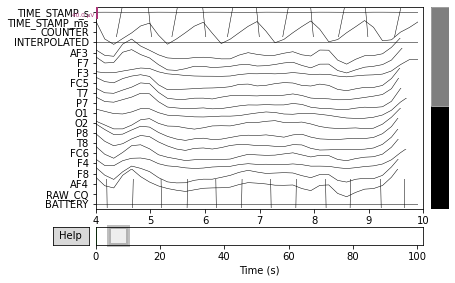 TIME_STAMP_s
TIME_STAMP_ms
COUNTER
INTERPOLATED
AF3
F7
F3
FC5
T7
P7
O1
O2
P8
T8
FC6
F4
F8
AF4
RAW_CQ
BATTERY
4 5 6 7 8 9 10
Help
0 20 40 60 80 100
Time (s)